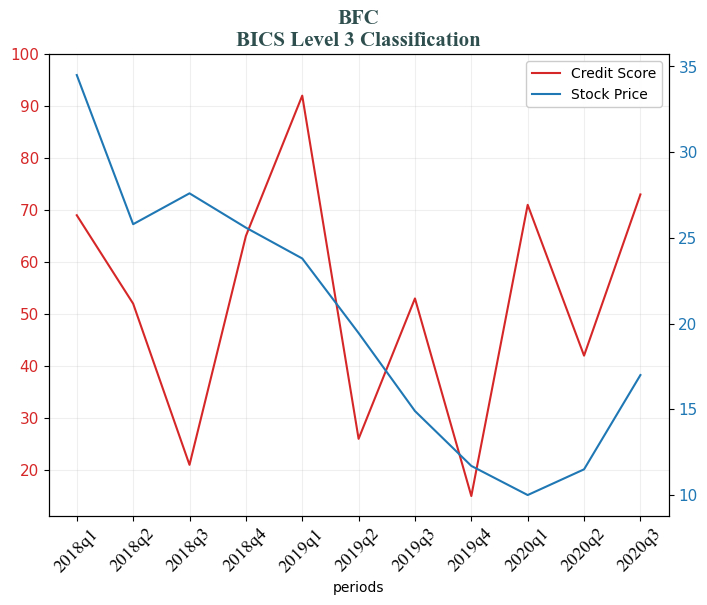 BFC
BICS Level 3 Classification
Credit Score
Stock Price
100
90
80
70
60
50
40
30
20
35
30
25
20
15
10
2018q1
2018q2
2018q3
2018q4
2019q1
2019q2
2019q3
2019q4
2020q1
2020q2
2020q3
periods